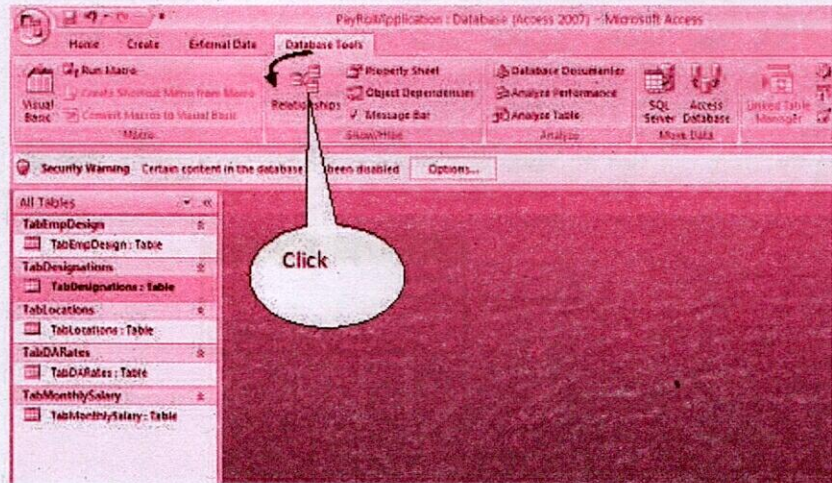 PayRollApplication : Database (Access 2007) - Microsoft Access
Home Create External Data Database Tools
Visual Basic
Run Macro
Create Shortcut Menu from Macro
Convert Macros to Visual Basic
Macro
Relationships
Property Sheet
Object Dependencies
Message Bar
Show/Hide
Database Documenter
Analyze Performance
Analyze Table
Analyze
SQL Server
Access Database
Move Data
Linked Table Manager
Security Warning Certain content in the database been disabled Options...
All Tables
TabEmpDesign
TabEmpDesign : Table
TabDesignations
TabDesignations : Table
TabLocations
TabLocations : Table
TabDARates
TabDARates : Table
TabMonthlySalary
TabMonthlySalary : Table
Click